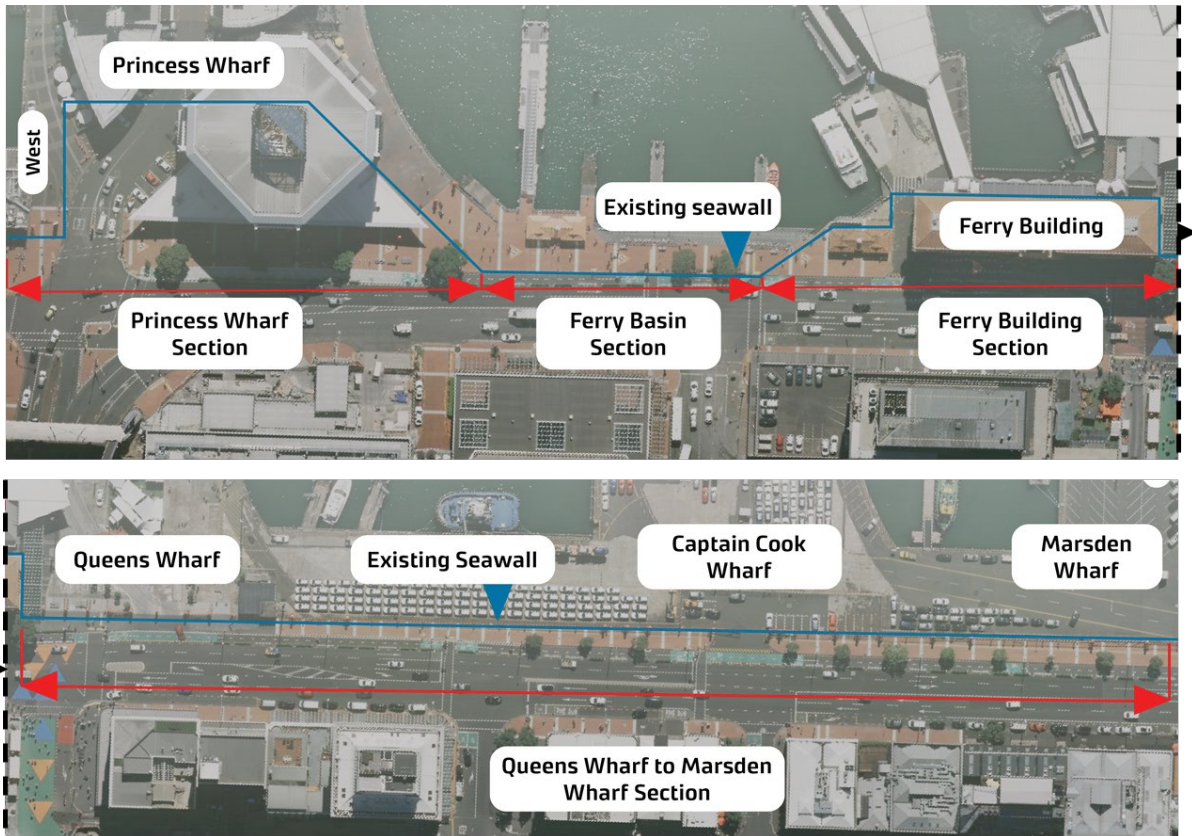 Princess Wharf
West
Existing seawall
Ferry Building
Princess Wharf
Section
Ferry Basin
Section
Ferry Building
Section
Queens Wharf
Existing Seawall
Captain Cook
Wharf
Marsden
Wharf
Queens Wharf to Marsden
Wharf Section